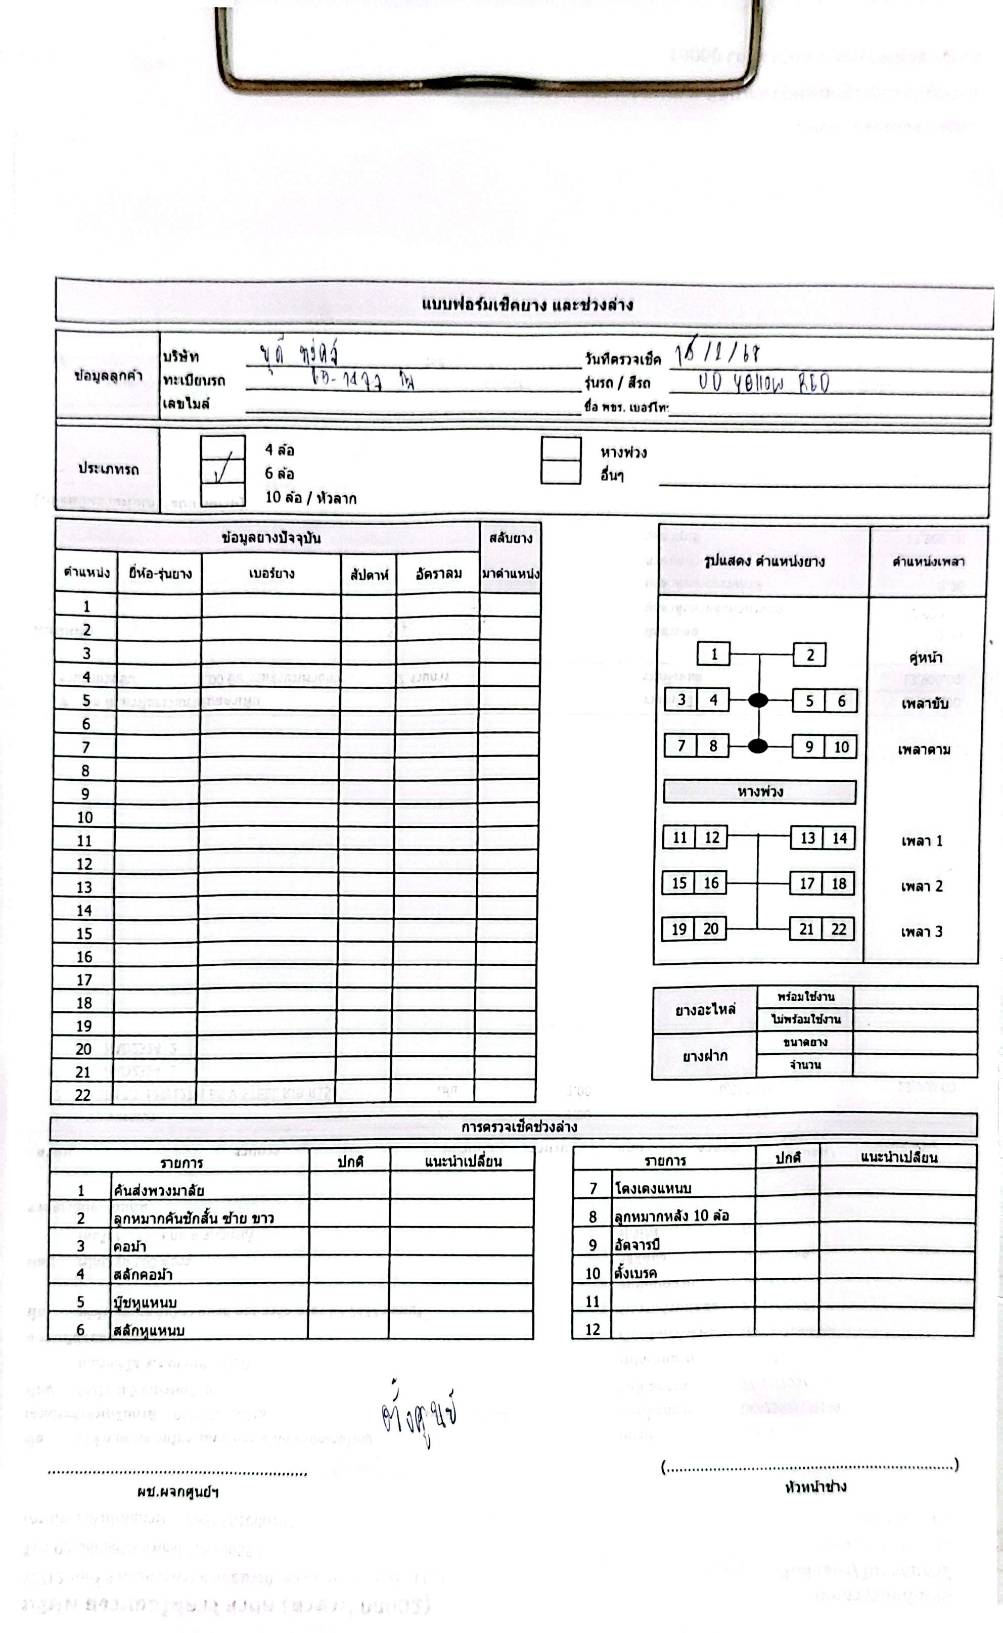 แบบฟอร์มเช็คยาง และช่วงล่าง
ข้อมูลลูกค้า
บริษัท
ทะเบียนรถ
เลขไมล์
วันที่ตรวจเช็ค
รุ่นรถ / สีรถ UD Yellow RED
ชื่อ พขร. เบอร์โทร
ประเภทรถ
4 ล้อ
6 ล้อ
10 ล้อ / หัวลาก
หางพ่วง
อื่นๆ
ข้อมูลยางปัจจุบัน สลับยาง
ตำแหน่ง ยี่ห้อ-รุ่นยาง เบอร์ยาง สัปดาห์ อัตราลม มาตำแหน่ง
1
2
3
4
5
6
7
8
9
10
11
12
13
14
15
16
17
18
19
20
21
22
รูปแสดง ตำแหน่งยาง ตำแหน่งเพลา
1 2 คู่หน้า
3 4 5 6 เพลาขับ
7 8 9 10 เพลาตาม
หางพ่วง
11 12 13 14 เพลา 1
15 16 17 18 เพลา 2
19 20 21 22 เพลา 3
ยางอะไหล่ พร้อมใช้งาน
ไม่พร้อมใช้งาน
ยางฝาก ขนาดยาง
จำนวน
การตรวจเช็คช่วงล่าง
รายการ ปกติ แนะนำเปลี่ยน
1 คันส่งพวงมาลัย
2 ลูกหมากคันชักสั้น ซ้าย ขาว
3 คอม้า
4 สลักคอม้า
5 บู๊ชหูแหนบ
6 สลักหูแหนบ
รายการ ปกติ แนะนำเปลี่ยน
7 โตงเตงแหนบ
8 ลูกหมากหลัง 10 ล้อ
9 อัดจารบี
10 ตั้งเบรค
11
12
ตั้งศูนย์
ผช.ผจกศูนย์ฯ
(..........)
หัวหน้าช่าง